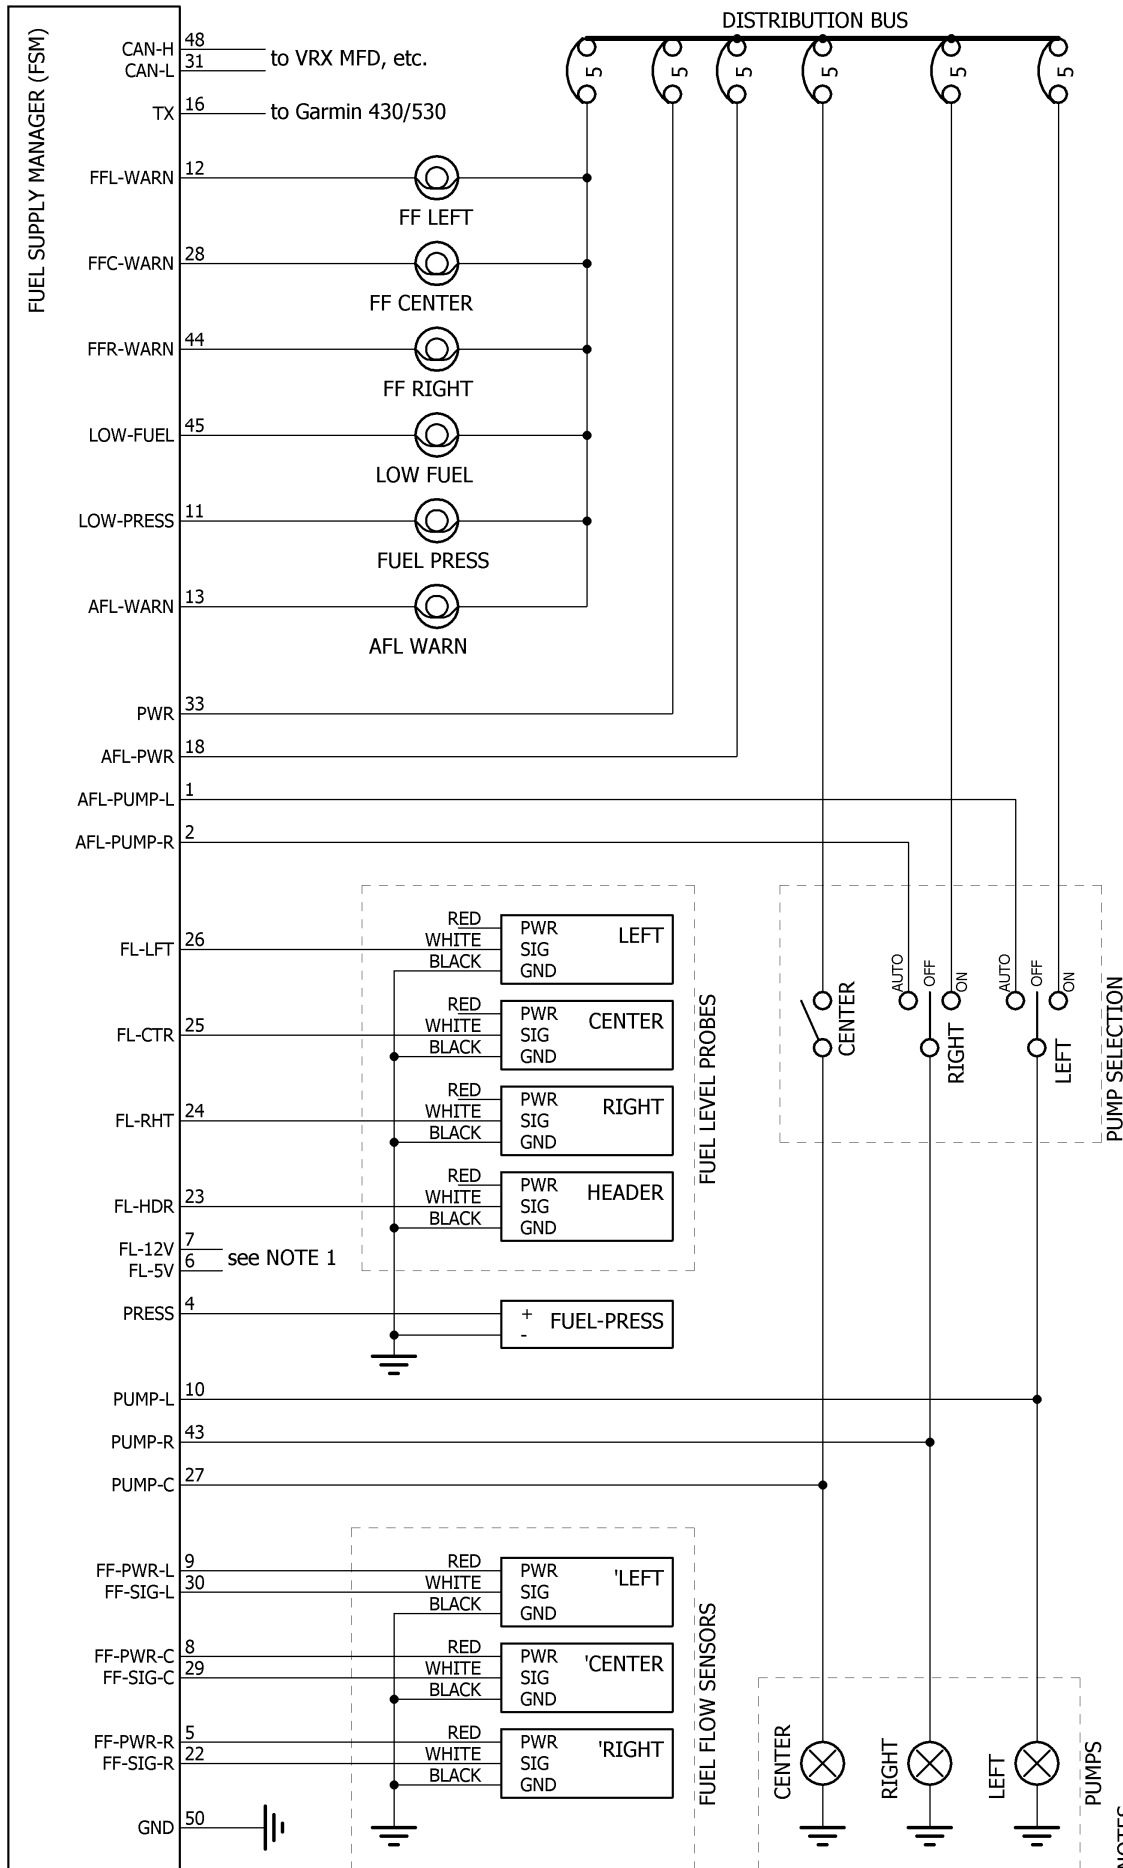 DISTRIBUTION BUS
FUEL SUPPLY MANAGER (FSM)
CAN-H 48
CAN-L 31
to VRX MFD, etc.
TX 16 to Garmin 430/530
5 5 5 5 5 5
FFL-WARN 12
FF LEFT
FFC-WARN 28
FF CENTER
FFR-WARN 44
FF RIGHT
LOW-FUEL 45
LOW FUEL
LOW-PRESS 11
FUEL PRESS
AFL-WARN 13
AFL WARN
PWR 33
AFL-PWR 18
AFL-PUMP-L 1
AFL-PUMP-R 2
RED PWR LEFT
FL-LFT 26 WHITE SIG
BLACK GND
RED PWR CENTER
FL-CTR 25 WHITE SIG
BLACK GND
RED PWR RIGHT
FL-RHT 24 WHITE SIG
BLACK GND
RED PWR HEADER
FL-HDR 23 WHITE SIG
BLACK GND
FUEL LEVEL PROBES
CENTER
AUTO OFF ON
RIGHT
AUTO OFF ON
LEFT
PUMP SELECTION
FL-12V 7
FL-5V 6
see NOTE 1
PRESS 4 + FUEL-PRESS
-
PUMP-L 10
PUMP-R 43
PUMP-C 27
FF-PWR-L 9 RED PWR 'LEFT
FF-SIG-L 30 WHITE SIG
BLACK GND
FF-PWR-C 8 RED PWR 'CENTER
FF-SIG-C 29 WHITE SIG
BLACK GND
FF-PWR-R 5 RED PWR 'RIGHT
FF-SIG-R 22 WHITE SIG
BLACK GND
FUEL FLOW SENSORS
CENTER
RIGHT
LEFT
PUMPS
GND 50
NOTES